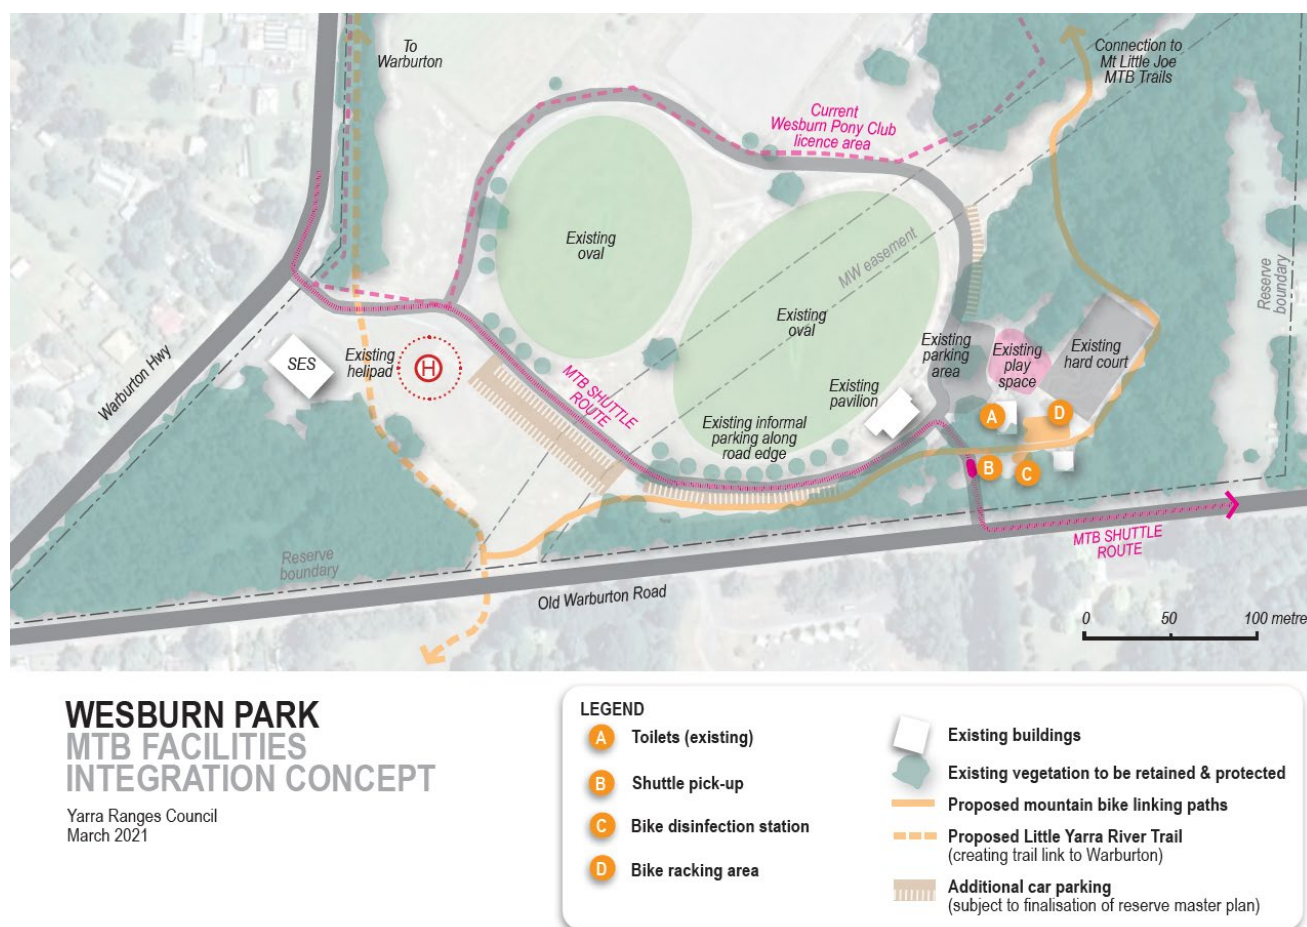 To
Warburton
Connection to
Mt Little Joe
MTB Trails
Current
Wesburn Pony Club
licence area
Existing
oval
MW easement
Reserve
boundary
Existing
oval
Warburton Hwy
SES
Existing
helipad
H
MTB SHUTTLE
ROUTE
Existing
parking
area
Existing
play
space
Existing
hard court
Existing
pavilion
Existing informal
parking along
road edge
A
D
B
C
MTB SHUTTLE
ROUTE
Reserve
boundary
Old Warburton Road
0 50 100 metre
WESBURN PARK
MTB FACILITIES
INTEGRATION CONCEPT
Yarra Ranges Council
March 2021
LEGEND
A Toilets (existing)
B Shuttle pick-up
C Bike disinfection station
D Bike racking area
Existing buildings
Existing vegetation to be retained & protected
Proposed mountain bike linking paths
Proposed Little Yarra River Trail
(creating trail link to Warburton)
Additional car parking
(subject to finalisation of reserve master plan)